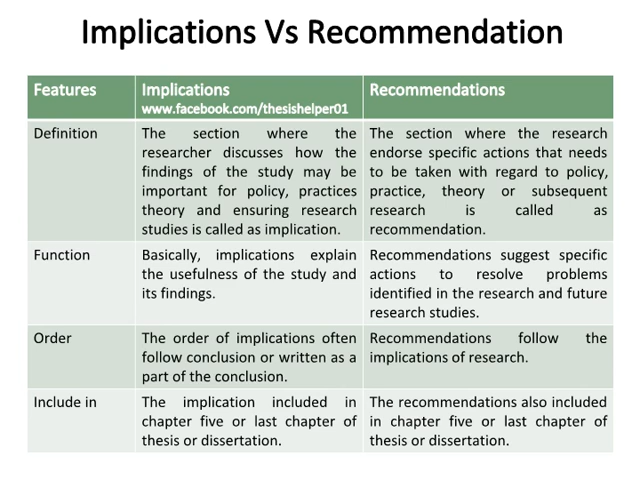 Implications Vs Recommendation
Features
Implications
www.facebook.com/thesishelper01
Recommendations
Definition
The section where the
researcher discusses how the
findings of the study may be
important for policy, practices
theory and ensuring research
studies is called as implication.
The section where the research
endorse specific actions that needs
to be taken with regard to policy,
practice, theory or subsequent
research is called as
recommendation.
Function
Basically, implications explain
the usefulness of the study and
its findings.
Recommendations suggest specific
actions to resolve problems
identified in the research and future
research studies.
Order
The order of implications often
follow conclusion or written as a
part of the conclusion.
Recommendations follow the
implications of research.
Include in
The implication included in
chapter five or last chapter of
thesis or dissertation.
The recommendations also included
in chapter five or last chapter of
thesis or dissertation.